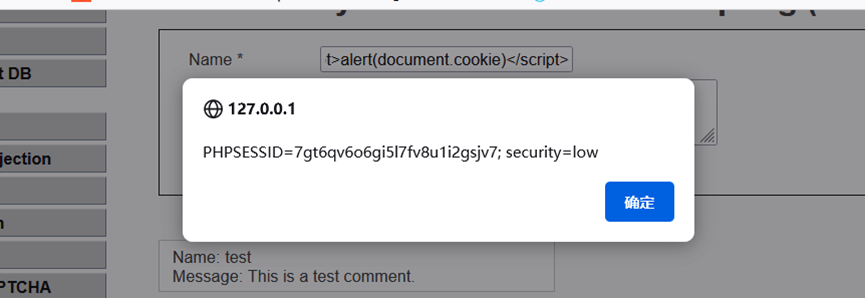 t DB
jection
n
PTCHA
Name *
t>alert(document.cookie)</script>
127.0.0.1
PHPSESSID=7gt6qv6o6gi5l7fv8u1i2gsjv7; security=low
确定
Name: test
Message: This is a test comment.